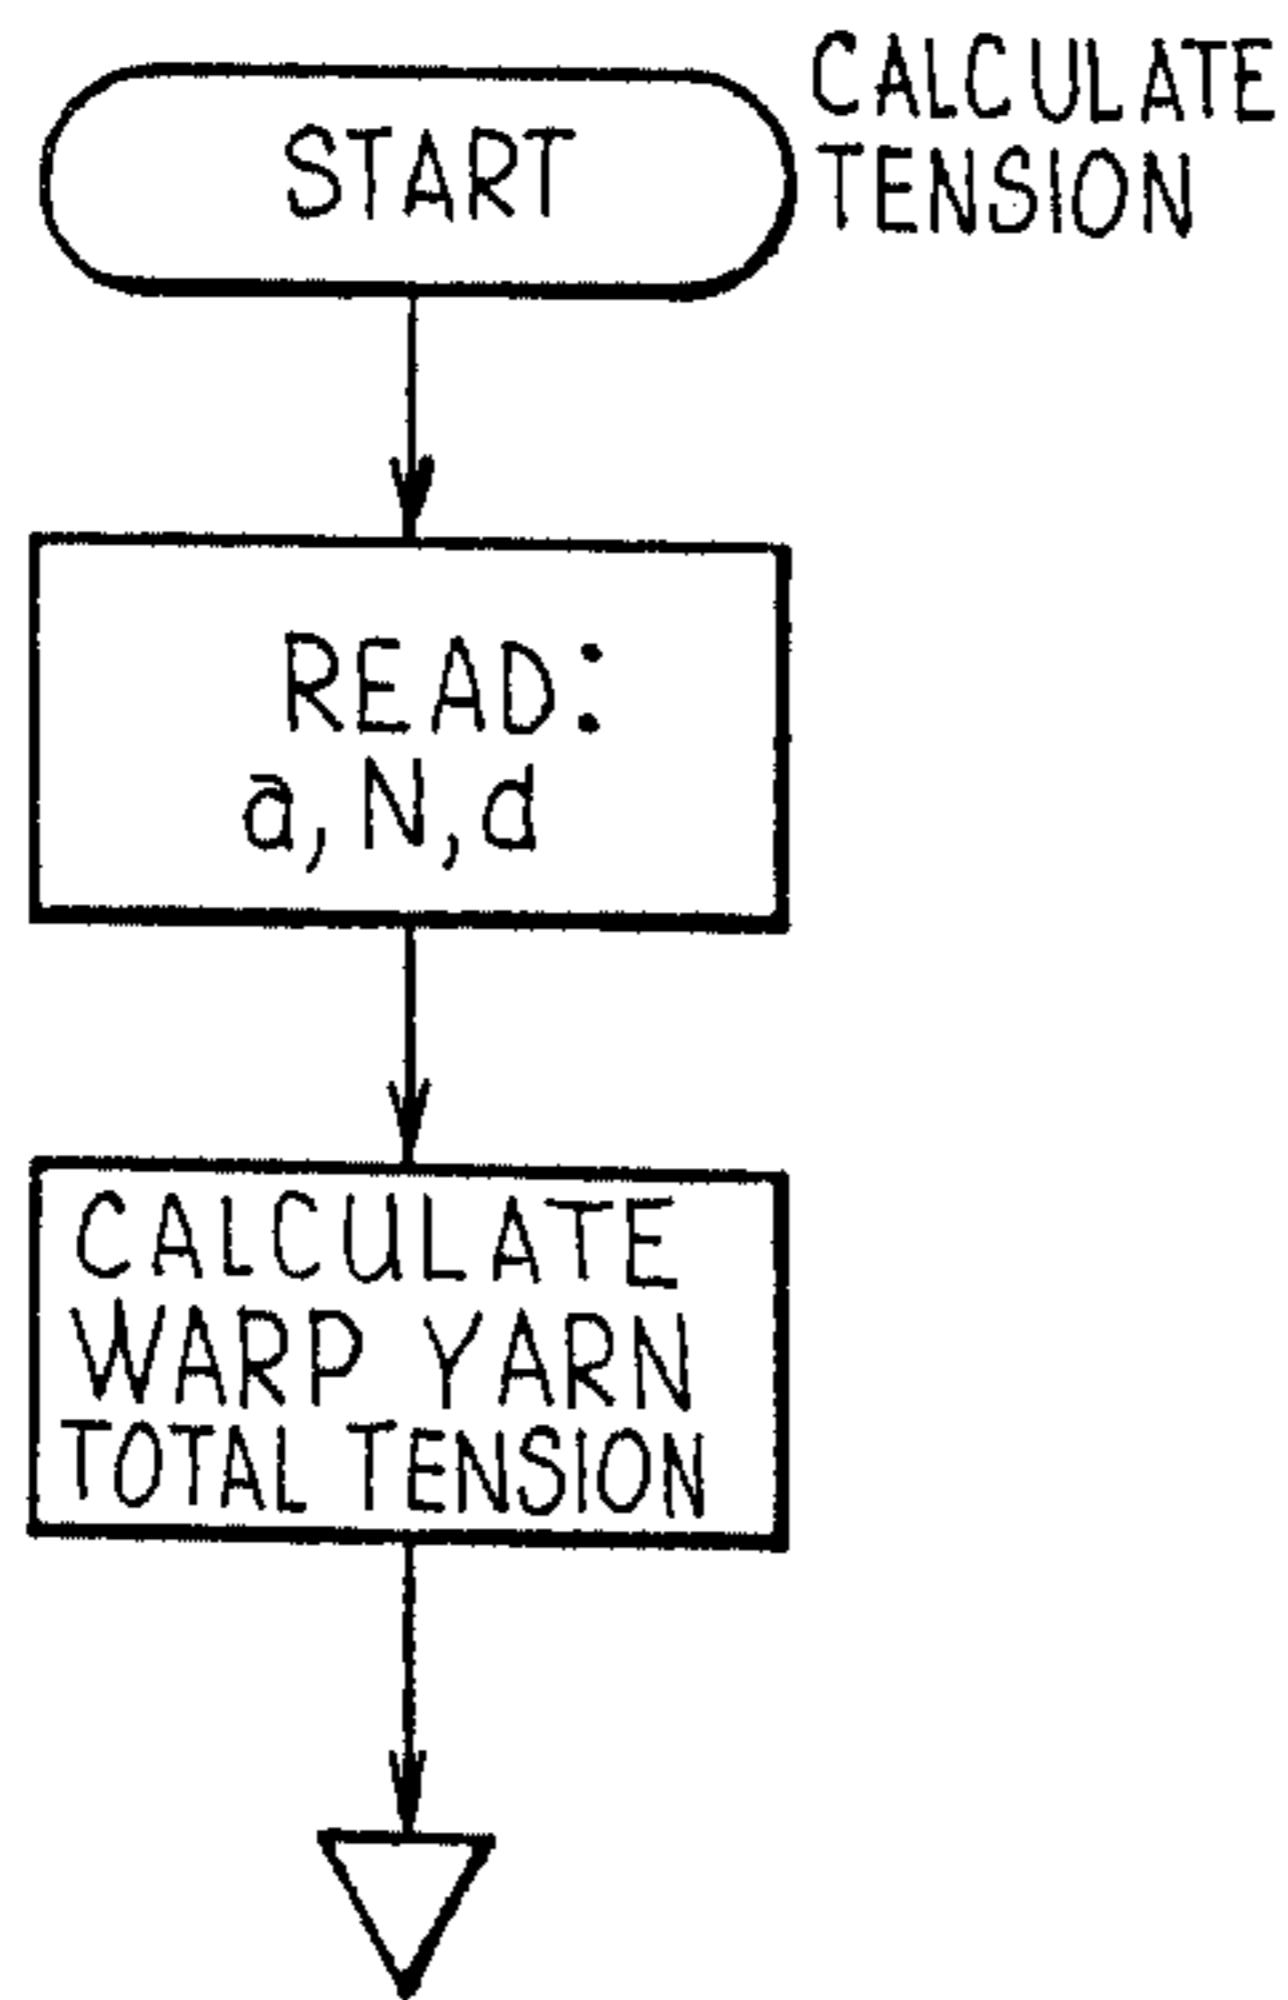 CALCULATE
TENSION
START
READ:
a, N, d
CALCULATE
WARP YARN
TOTAL TENSION